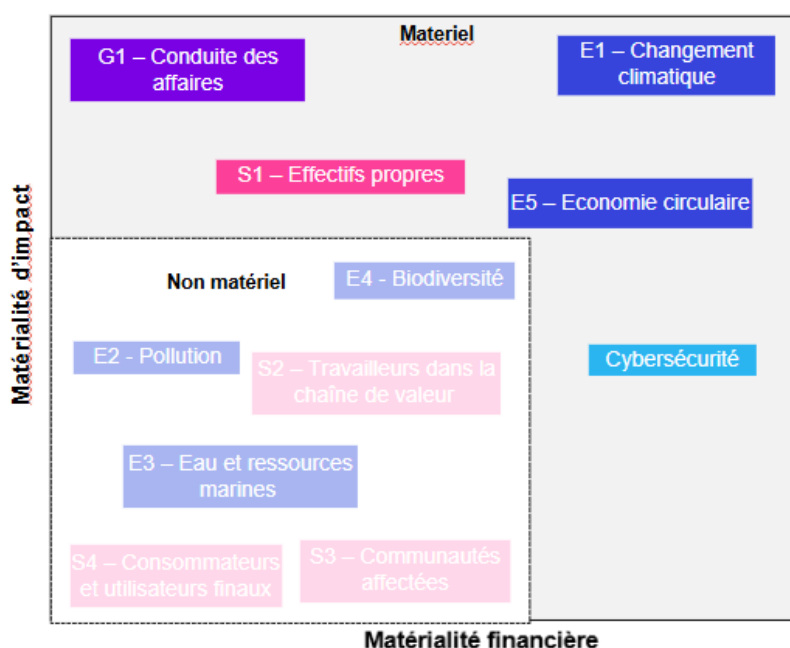 Materiel
G1 – Conduite des
affaires
E1 – Changement
climatique
S1 – Effectifs propres
E5 – Economie circulaire
Matérialité d'impact
Non matériel
E4 - Biodiversité
E2 - Pollution
S2 – Travailleurs dans la
chaîne de valeur
Cybersécurité
E3 – Eau et ressources
marines
S4 – Consommateurs
et utilisateurs finaux
S3 – Communautés
affectées
Matérialité financière